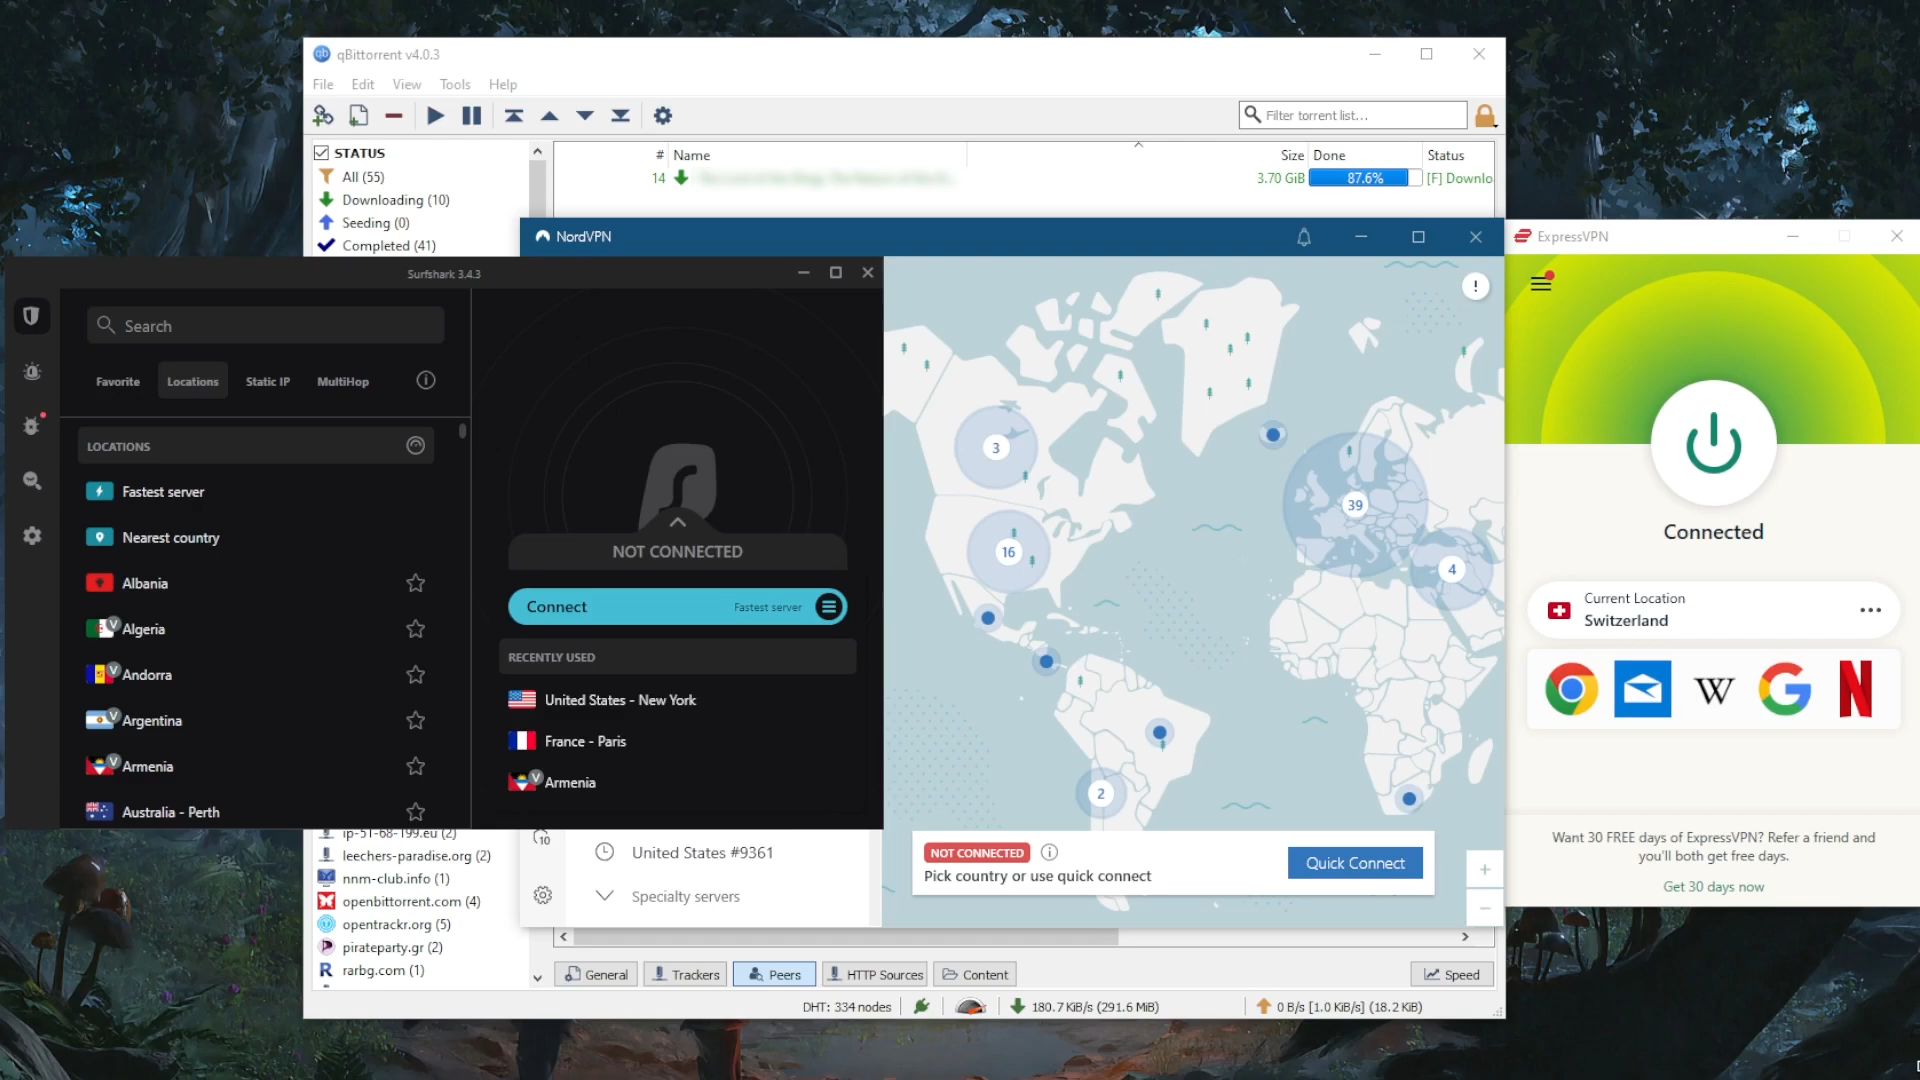 qBittorrent v4.0.3
File Edit View Tools Help
Filter torrent list...
STATUS
All (55)
Downloading (10)
Seeding (0)
Completed (41)
# Name Size Done Status
14 3.70 GiB 87.6% [F] Downlo
NordVPN
Surfshark 3.4.3
Search
Favorite Locations Static IP MultiHop
LOCATIONS
Fastest server
Nearest country
Albania
V Algeria
V Andorra
V Argentina
V Armenia
Australia - Perth
NOT CONNECTED
Connect Fastest server
RECENTLY USED
United States - New York
France - Paris
V Armenia
3
16
39
4
2
!
NOT CONNECTED
Pick country or use quick connect
Quick Connect
+
−
10
United States #9361
Specialty servers
ExpressVPN
Connected
Current Location
Switzerland
W
Want 30 FREE days of ExpressVPN? Refer a friend and
you'll both get free days.
Get 30 days now
ip-51-68-199.eu (2)
leechers-paradise.org (2)
nnm-club.info (1)
openbittorrent.com (4)
opentrackr.org (5)
pirateparty.gr (2)
rarbg.com (1)
General Trackers Peers HTTP Sources Content Speed
DHT: 334 nodes 180.7 KiB/s (291.6 MiB) 0 B/s [1.0 KiB/s] (18.2 KiB)